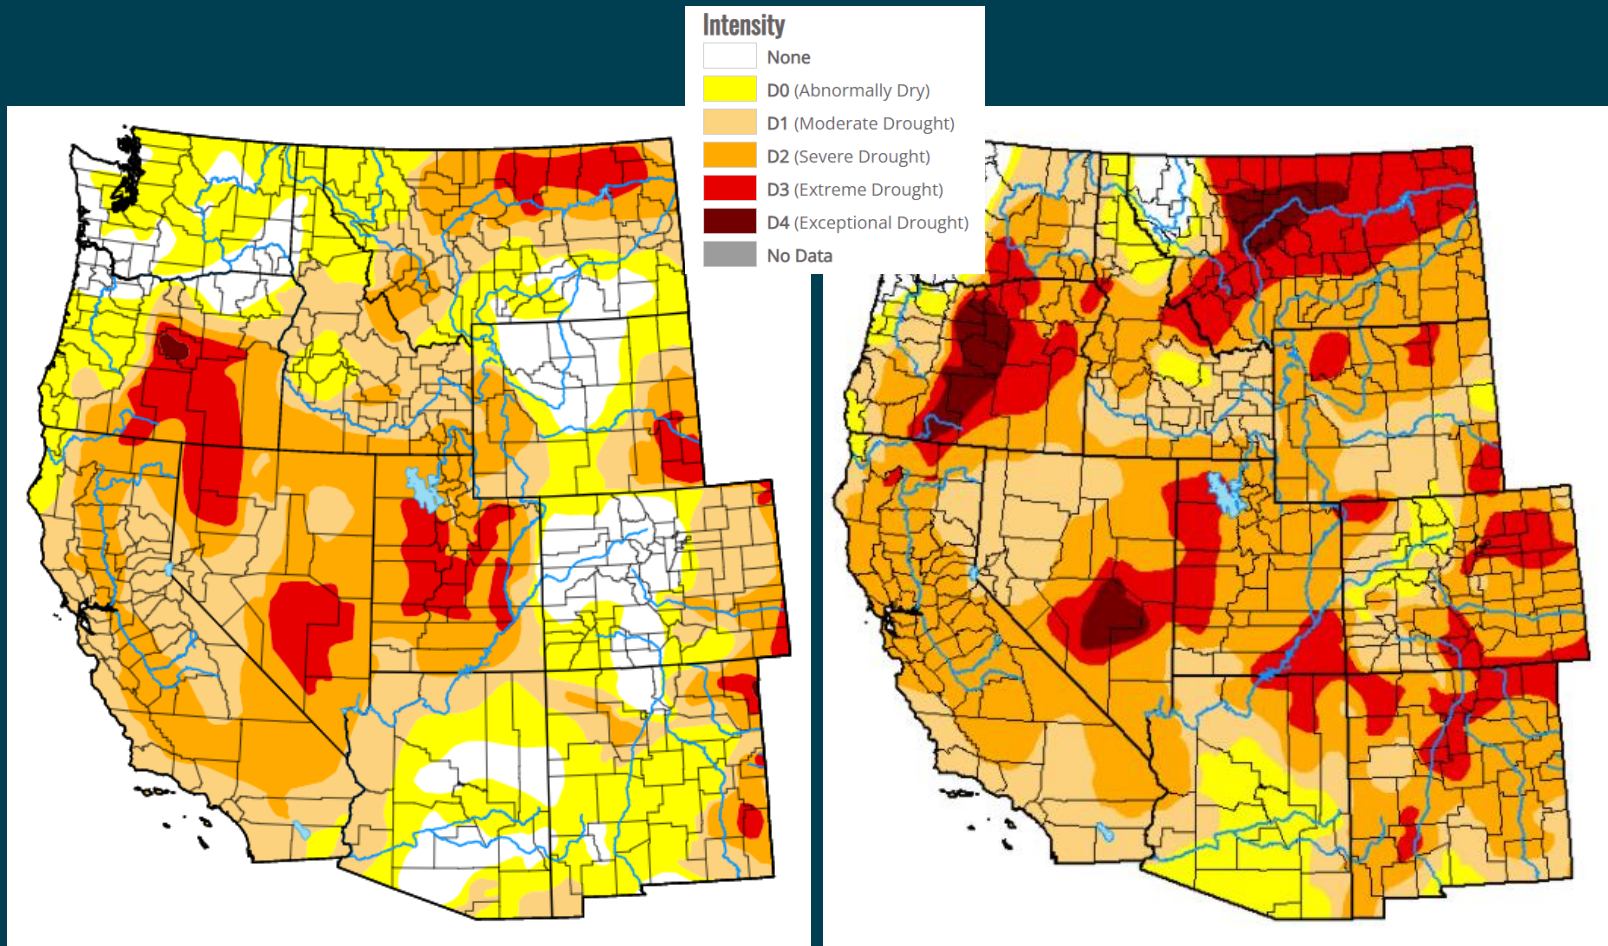 Intensity
None
D0 (Abnormally Dry)
D1 (Moderate Drought)
D2 (Severe Drought)
D3 (Extreme Drought)
D4 (Exceptional Drought)
No Data